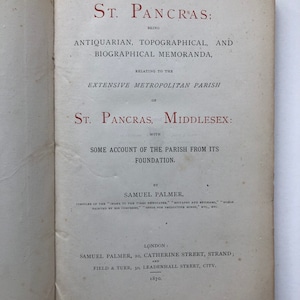 St. Pancras:
BEING
ANTIQUARIAN, TOPOGRAPHICAL, AND
BIOGRAPHICAL MEMORANDA,
RELATING TO THE
EXTENSIVE METROPOLITAN PARISH
OF
St. Pancras, Middlesex:
WITH
SOME ACCOUNT OF THE PARISH FROM ITS
FOUNDATION.
BY
SAMUEL PALMER,
LONDON:
SAMUEL PALMER, 20, CATHERINE STREET, STRAND;
AND
FIELD & TUER, 50, LEADENHALL STREET, CITY.
1870.